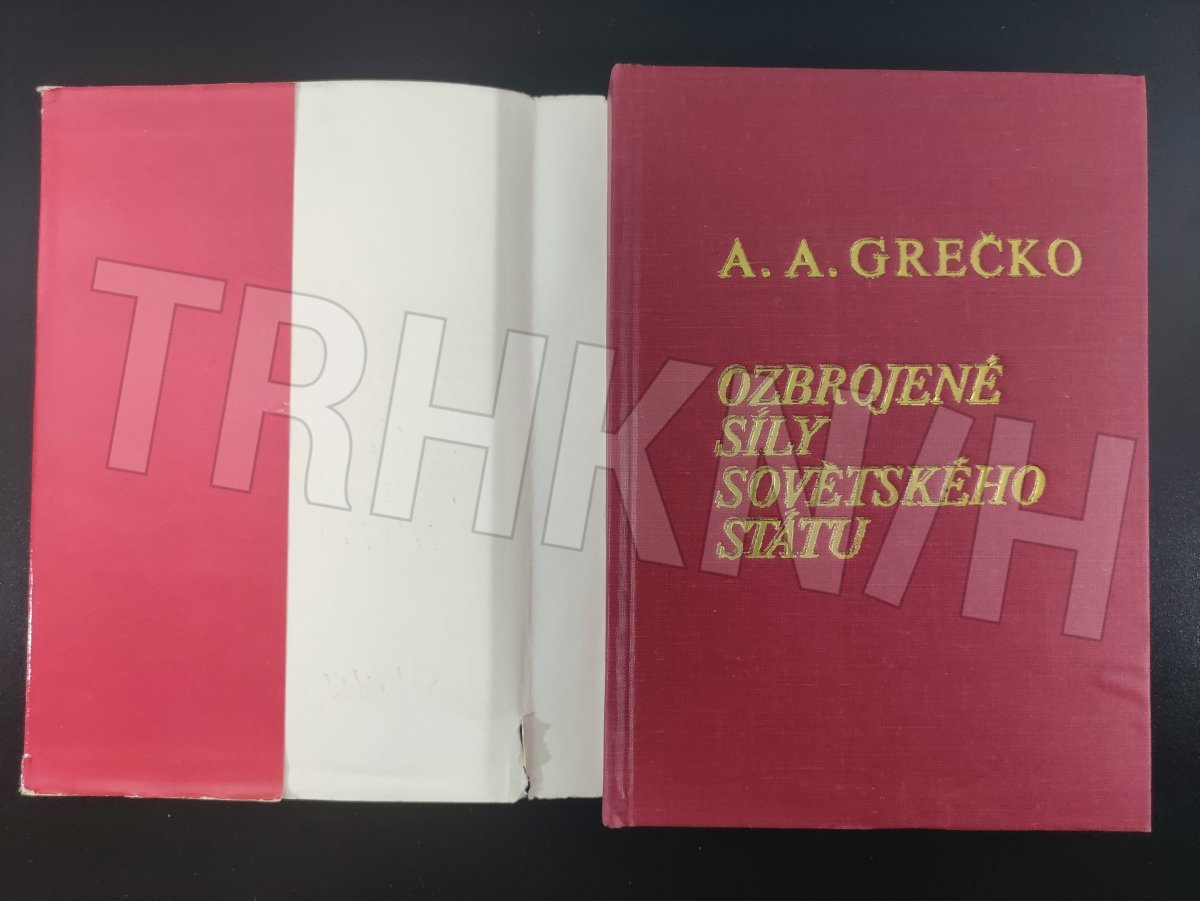 A. A. GREČKO
OZBROJENÉ
SÍLY
SOVĚTSKÉHO
STÁTU
TRHKNIH